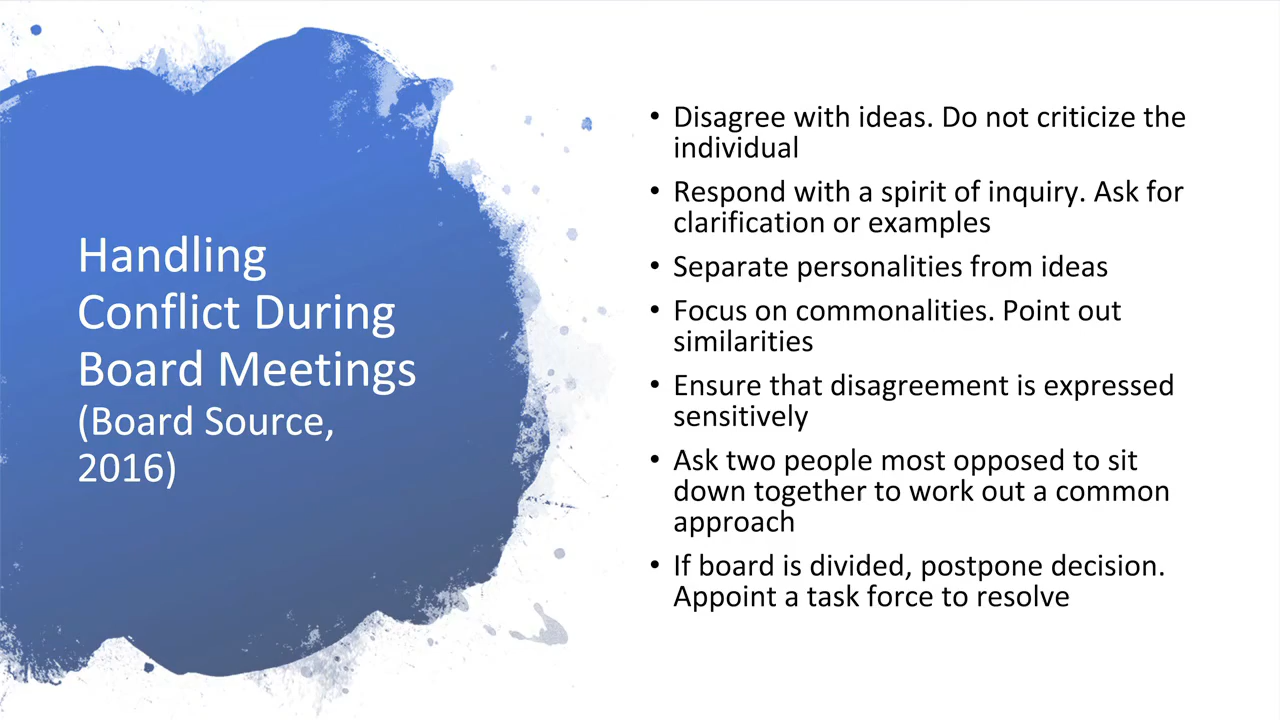 Handling
Conflict During
Board Meetings
(Board Source,
2016)
• Disagree with ideas. Do not criticize the
individual
• Respond with a spirit of inquiry. Ask for
clarification or examples
• Separate personalities from ideas
• Focus on commonalities. Point out
similarities
• Ensure that disagreement is expressed
sensitively
• Ask two people most opposed to sit
down together to work out a common
approach
• If board is divided, postpone decision.
Appoint a task force to resolve